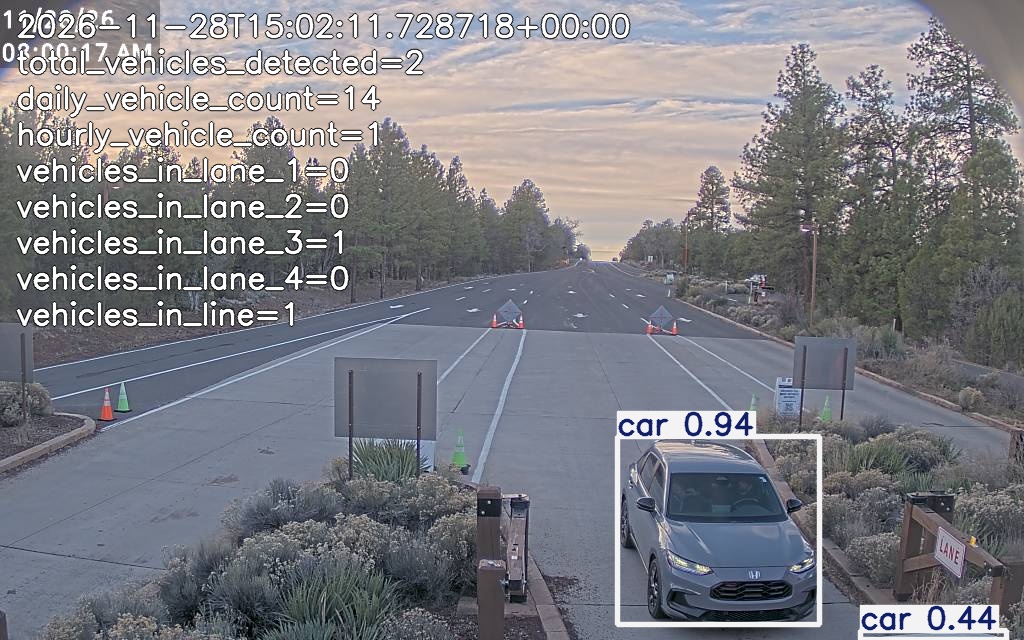 2026-11-28T15:02:11.728718+00:00
total_vehicles_detected=2
daily_vehicle_count=14
hourly_vehicle_count=1
vehicles_in_lane_1=0
vehicles_in_lane_2=0
vehicles_in_lane_3=1
vehicles_in_lane_4=0
vehicles_in_line=1
car 0.94
LANE
car 0.44